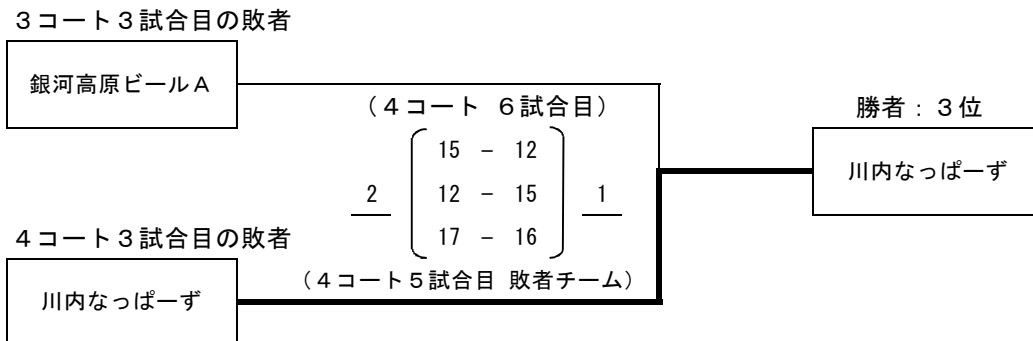 3コート3試合目の敗者
銀河高原ビールA
(4コート 6試合目)
勝者:3位
15 − 12
川内なっぱーず
2 12 − 15 1
17 − 16
4コート3試合目の敗者
(4コート5試合目 敗者チーム)
川内なっぱーず